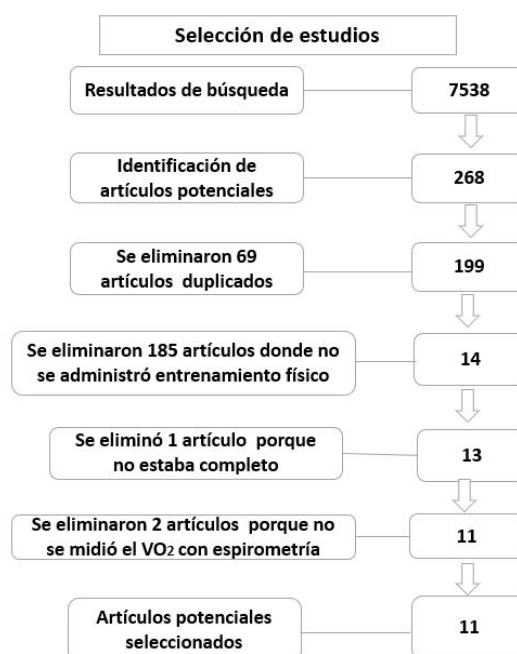 Selección de estudios
Resultados de búsqueda
7538
Identificación de
artículos potenciales
268
Se eliminaron 69
artículos duplicados
199
Se eliminaron 185 artículos donde no
se administró entrenamiento físico
14
Se eliminó 1 artículo porque
no estaba completo
13
Se eliminaron 2 artículos porque no
se midió el VO2 con espirometría
11
Artículos potenciales
seleccionados
11